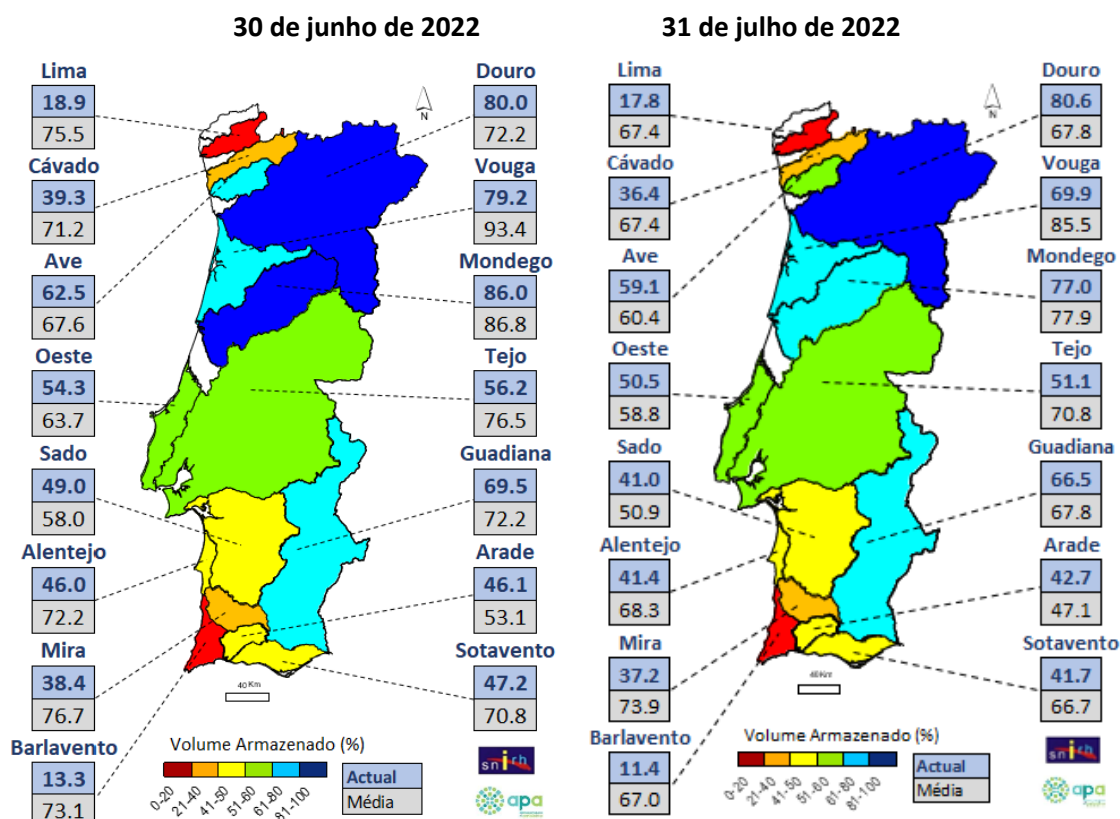 30 de junho de 2022
Lima
18.9
75.5
Cávado
39.3
71.2
Ave
62.5
67.6
Oeste
54.3
63.7
Sado
49.0
58.0
Alentejo
46.0
72.2
Mira
38.4
76.7
Barlavento
13.3
73.1
Douro
80.0
72.2
Vouga
79.2
93.4
Mondego
86.0
86.8
Tejo
56.2
76.5
Guadiana
69.5
72.2
Arade
46.1
53.1
Sotavento
47.2
70.8
N
40 Km
Volume Armazenado (%)
0-20
21-40
41-50
51-60
61-80
81-100
Actual
Média
snirh
apa
31 de julho de 2022
Lima
17.8
67.4
Cávado
36.4
67.4
Ave
59.1
60.4
Oeste
50.5
58.8
Sado
41.0
50.9
Alentejo
41.4
68.3
Mira
37.2
73.9
Barlavento
11.4
67.0
Douro
80.6
67.8
Vouga
69.9
85.5
Mondego
77.0
77.9
Tejo
51.1
70.8
Guadiana
66.5
67.8
Arade
42.7
47.1
Sotavento
41.7
66.7
N
40 Km
Volume Armazenado (%)
0-20
21-40
41-50
51-60
61-80
81-100
Actual
Média
snirh
apa